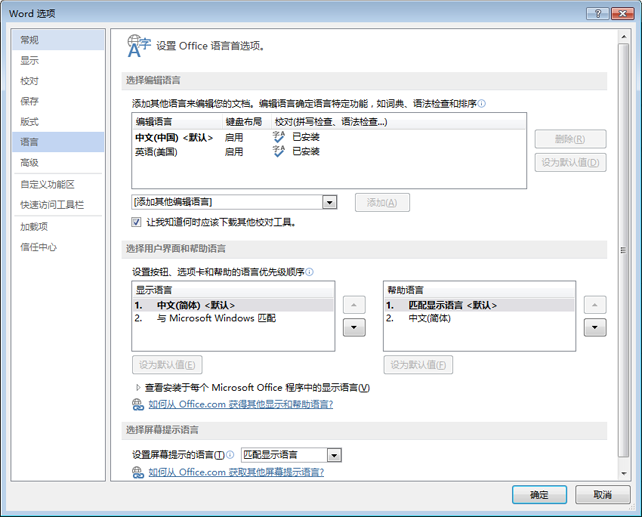 Word 选项
常规
显示
校对
保存
版式
语言
高级
自定义功能区
快速访问工具栏
加载项
信任中心
设置 Office 语言首选项。
选择编辑语言
添加其他语言来编辑您的文档。编辑语言确定语言特定功能，如词典、语法检查和排序
编辑语言 键盘布局 校对(拼写检查、语法检查...)
中文(中国) <默认> 启用 已安装
英语(美国) 启用 已安装
删除(R)
设为默认值(D)
[添加其他编辑语言] 添加(A)
让我知道何时应该下载其他校对工具。
选择用户界面和帮助语言
设置按钮、选项卡和帮助的语言优先级顺序
显示语言
1. 中文(简体) <默认>
2. 与 Microsoft Windows 匹配
设为默认值(E)
帮助语言
1. 匹配显示语言 <默认>
2. 中文(简体)
设为默认值(F)
查看安装于每个 Microsoft Office 程序中的显示语言(V)
如何从 Office.com 获得其他显示和帮助语言?
选择屏幕提示语言
设置屏幕提示的语言(T) 匹配显示语言
如何从 Office.com 获取其他屏幕提示语言?
确定 取消